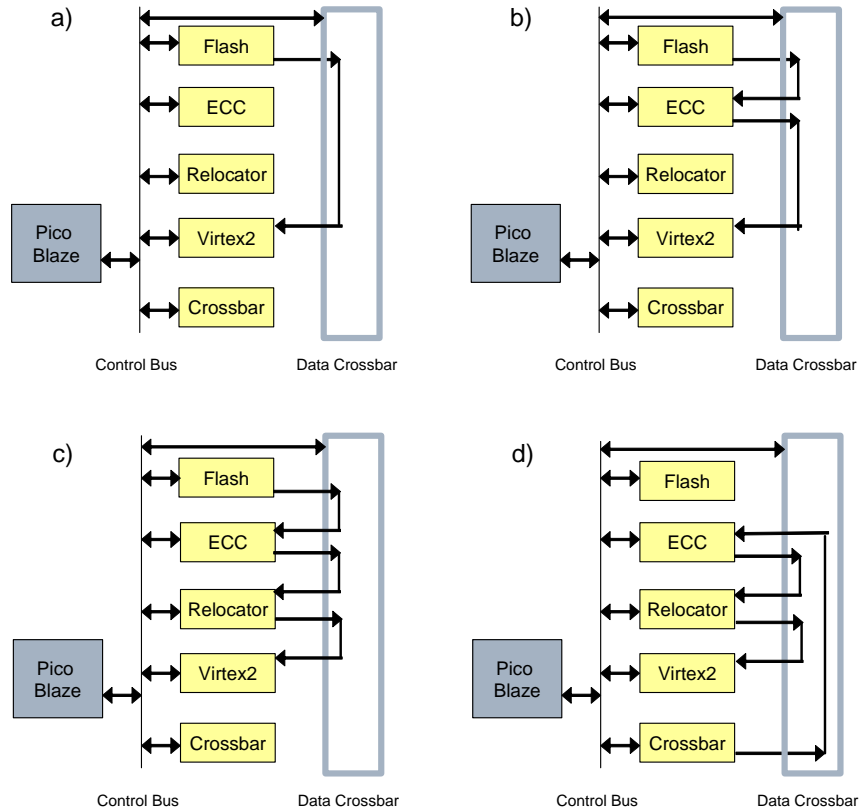 a)
Flash
ECC
Relocator
Pico
Blaze
Virtex2
Crossbar
Control Bus
Data Crossbar
b)
Flash
ECC
Relocator
Pico
Blaze
Virtex2
Crossbar
Control Bus
Data Crossbar
c)
Flash
ECC
Relocator
Pico
Blaze
Virtex2
Crossbar
Control Bus
Data Crossbar
d)
Flash
ECC
Relocator
Pico
Blaze
Virtex2
Crossbar
Control Bus
Data Crossbar